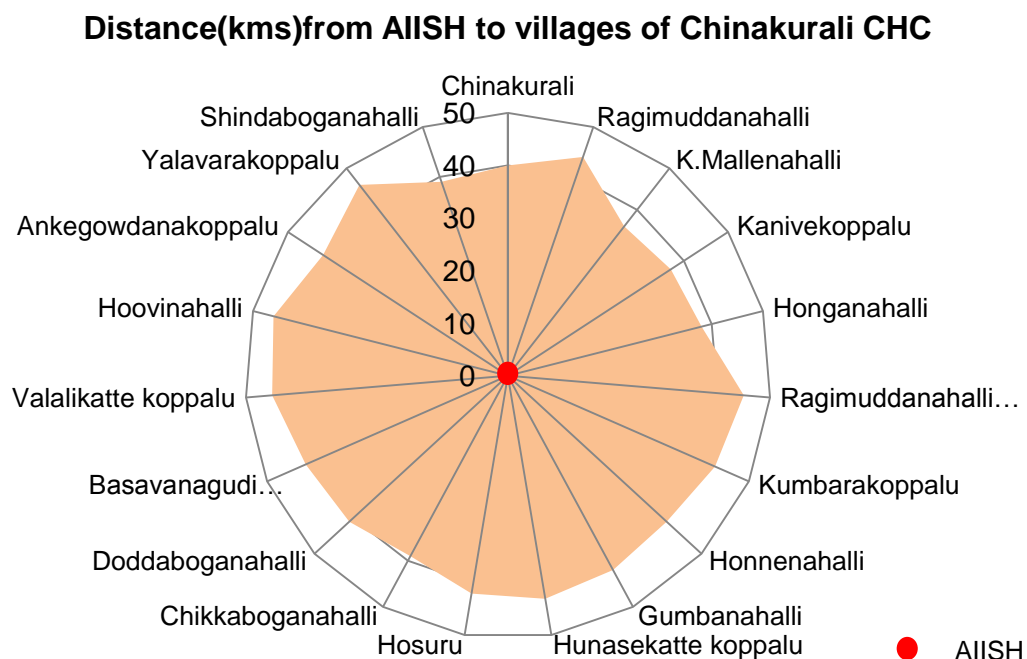 Distance(kms)from AIISH to villages of Chinakurali CHC
Chinakurali
Ragimuddanahalli
K.Mallenahalli
Kanivekoppalu
Honganahalli
Ragimuddanahalli…
Kumbarakoppalu
Honnenahalli
Gumbanahalli
Hunasekatte koppalu
Hosuru
Chikkaboganahalli
Doddaboganahalli
Basavanagudi…
Valalikatte koppalu
Hoovinahalli
Ankegowdanakoppalu
Yalavarakoppalu
Shindaboganahalli
50
40
30
20
10
0
AIISH